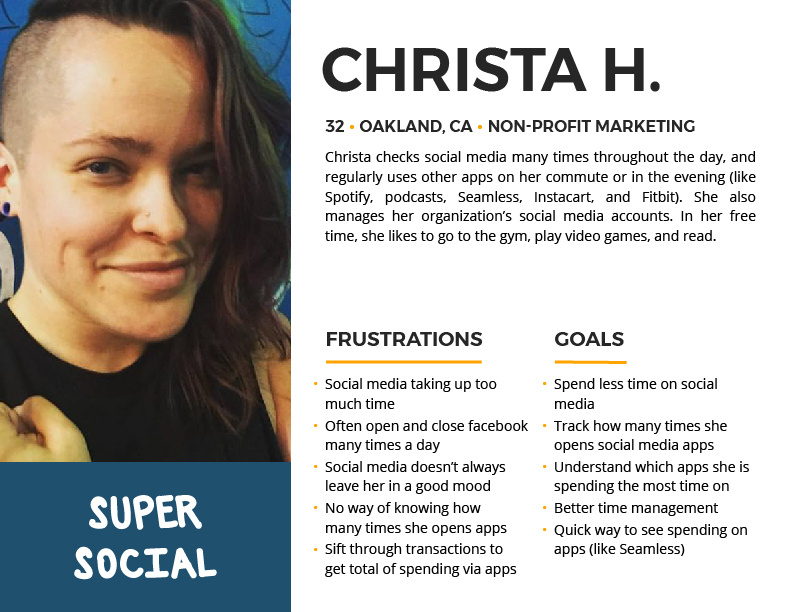 CHRISTA H.
32 • OAKLAND, CA • NON-PROFIT MARKETING
Christa checks social media many times throughout the day, and
regularly uses other apps on her commute or in the evening (like
Spotify, podcasts, Seamless, Instacart, and Fitbit). She also
manages her organization’s social media accounts. In her free
time, she likes to go to the gym, play video games, and read.
FRUSTRATIONS
• Social media taking up too
much time
• Often open and close facebook
many times a day
• Social media doesn’t always
leave her in a good mood
• No way of knowing how
many times she opens apps
• Sift through transactions to
get total of spending via apps
GOALS
• Spend less time on social
media
• Track how many times she
opens social media apps
• Understand which apps she is
spending the most time on
• Better time management
• Quick way to see spending on
apps (like Seamless)
SUPER
SOCIAL